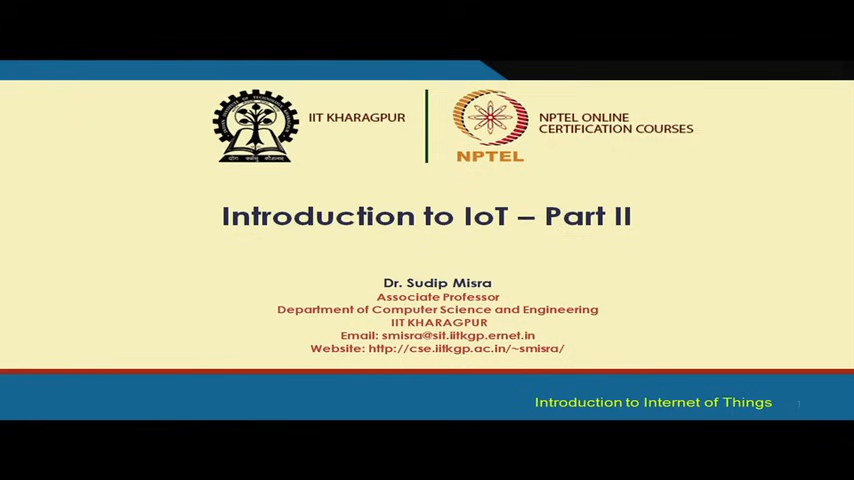 IIT KHARAGPUR
NPTEL ONLINE
CERTIFICATION COURSES
NPTEL
Introduction to IoT – Part II
Dr. Sudip Misra
Associate Professor
Department of Computer Science and Engineering
IIT KHARAGPUR
Email: smisra@sit.iitkgp.ernet.in
Website: http://cse.iitkgp.ac.in/~smisra/
Introduction to Internet of Things
1